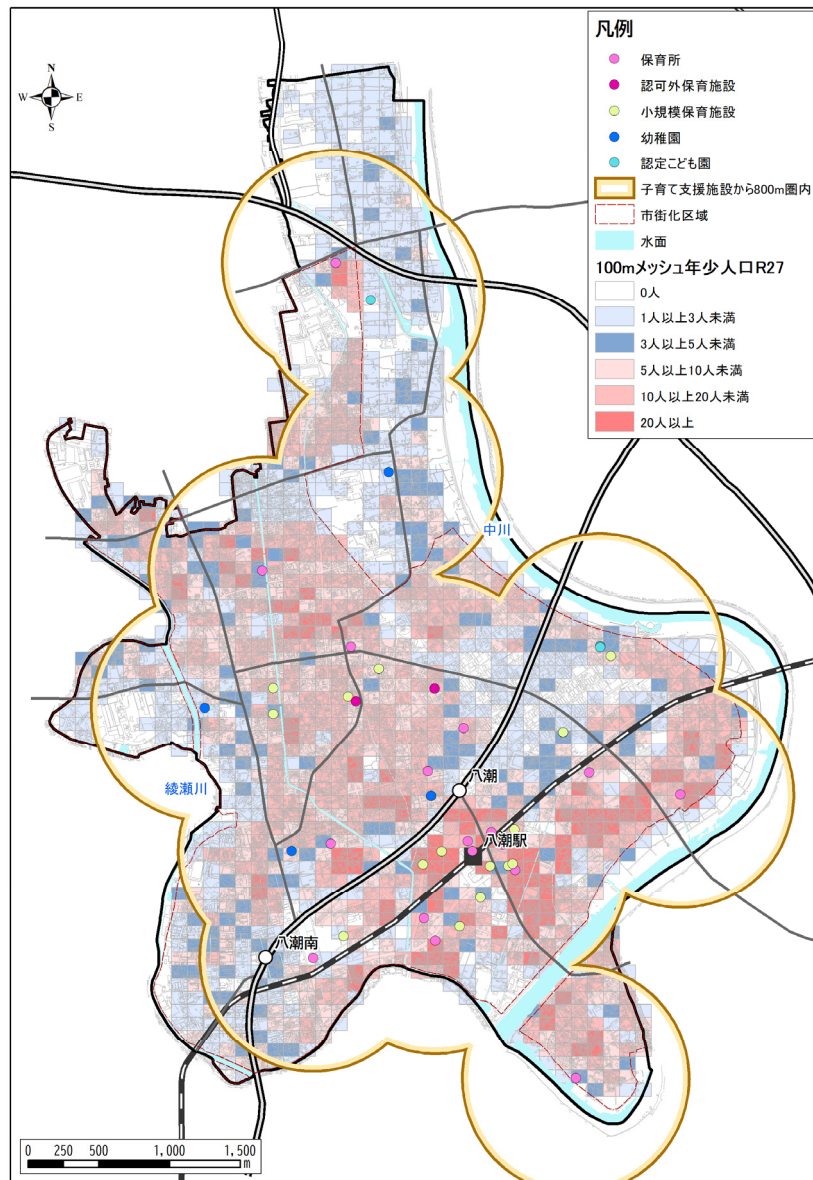 凡例
保育所
認可外保育施設
小規模保育施設
幼稚園
認定こども園
子育て支援施設から800m圏内
市街化区域
水面
100mメッシュ年少人口R27
0人
1人以上3人未満
3人以上5人未満
5人以上10人未満
10人以上20人未満
20人以上
N
W
E
S
中川
綾瀬川
八潮
八潮駅
八潮南
0 250 500 1,000 1,500
m